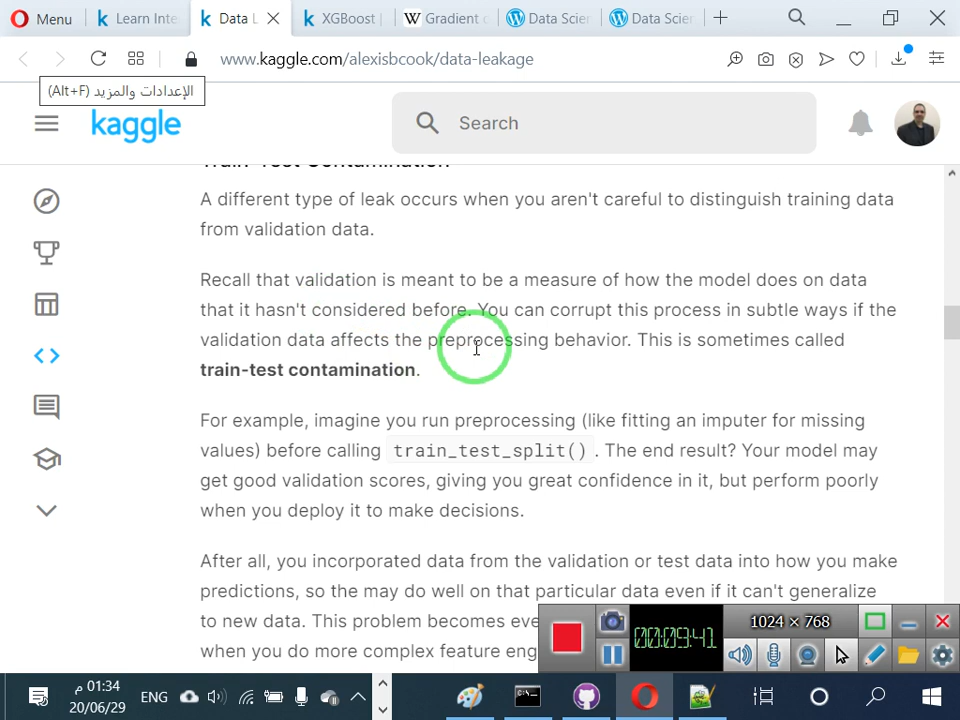 Menu
Learn Inte
Data L
XGBoost |
W Gradient
Data Scien
Data Scien
www.kaggle.com/alexisbcook/data-leakage
الإعدادات والمزيد (Alt+F)
kaggle
Search
Train-Test Contamination
A different type of leak occurs when you aren't careful to distinguish training data
from validation data.
Recall that validation is meant to be a measure of how the model does on data
that it hasn't considered before. You can corrupt this process in subtle ways if the
validation data affects the preprocessing behavior. This is sometimes called
train-test contamination.
For example, imagine you run preprocessing (like fitting an imputer for missing
values) before calling train_test_split() . The end result? Your model may
get good validation scores, giving you great confidence in it, but perform poorly
when you deploy it to make decisions.
After all, you incorporated data from the validation or test data into how you make
predictions, so the may do well on that particular data even if it can't generalize
to new data. This problem becomes eve
when you do more complex feature eng
00:09:41
1024 × 768
01:34 م
20/06/29
ENG